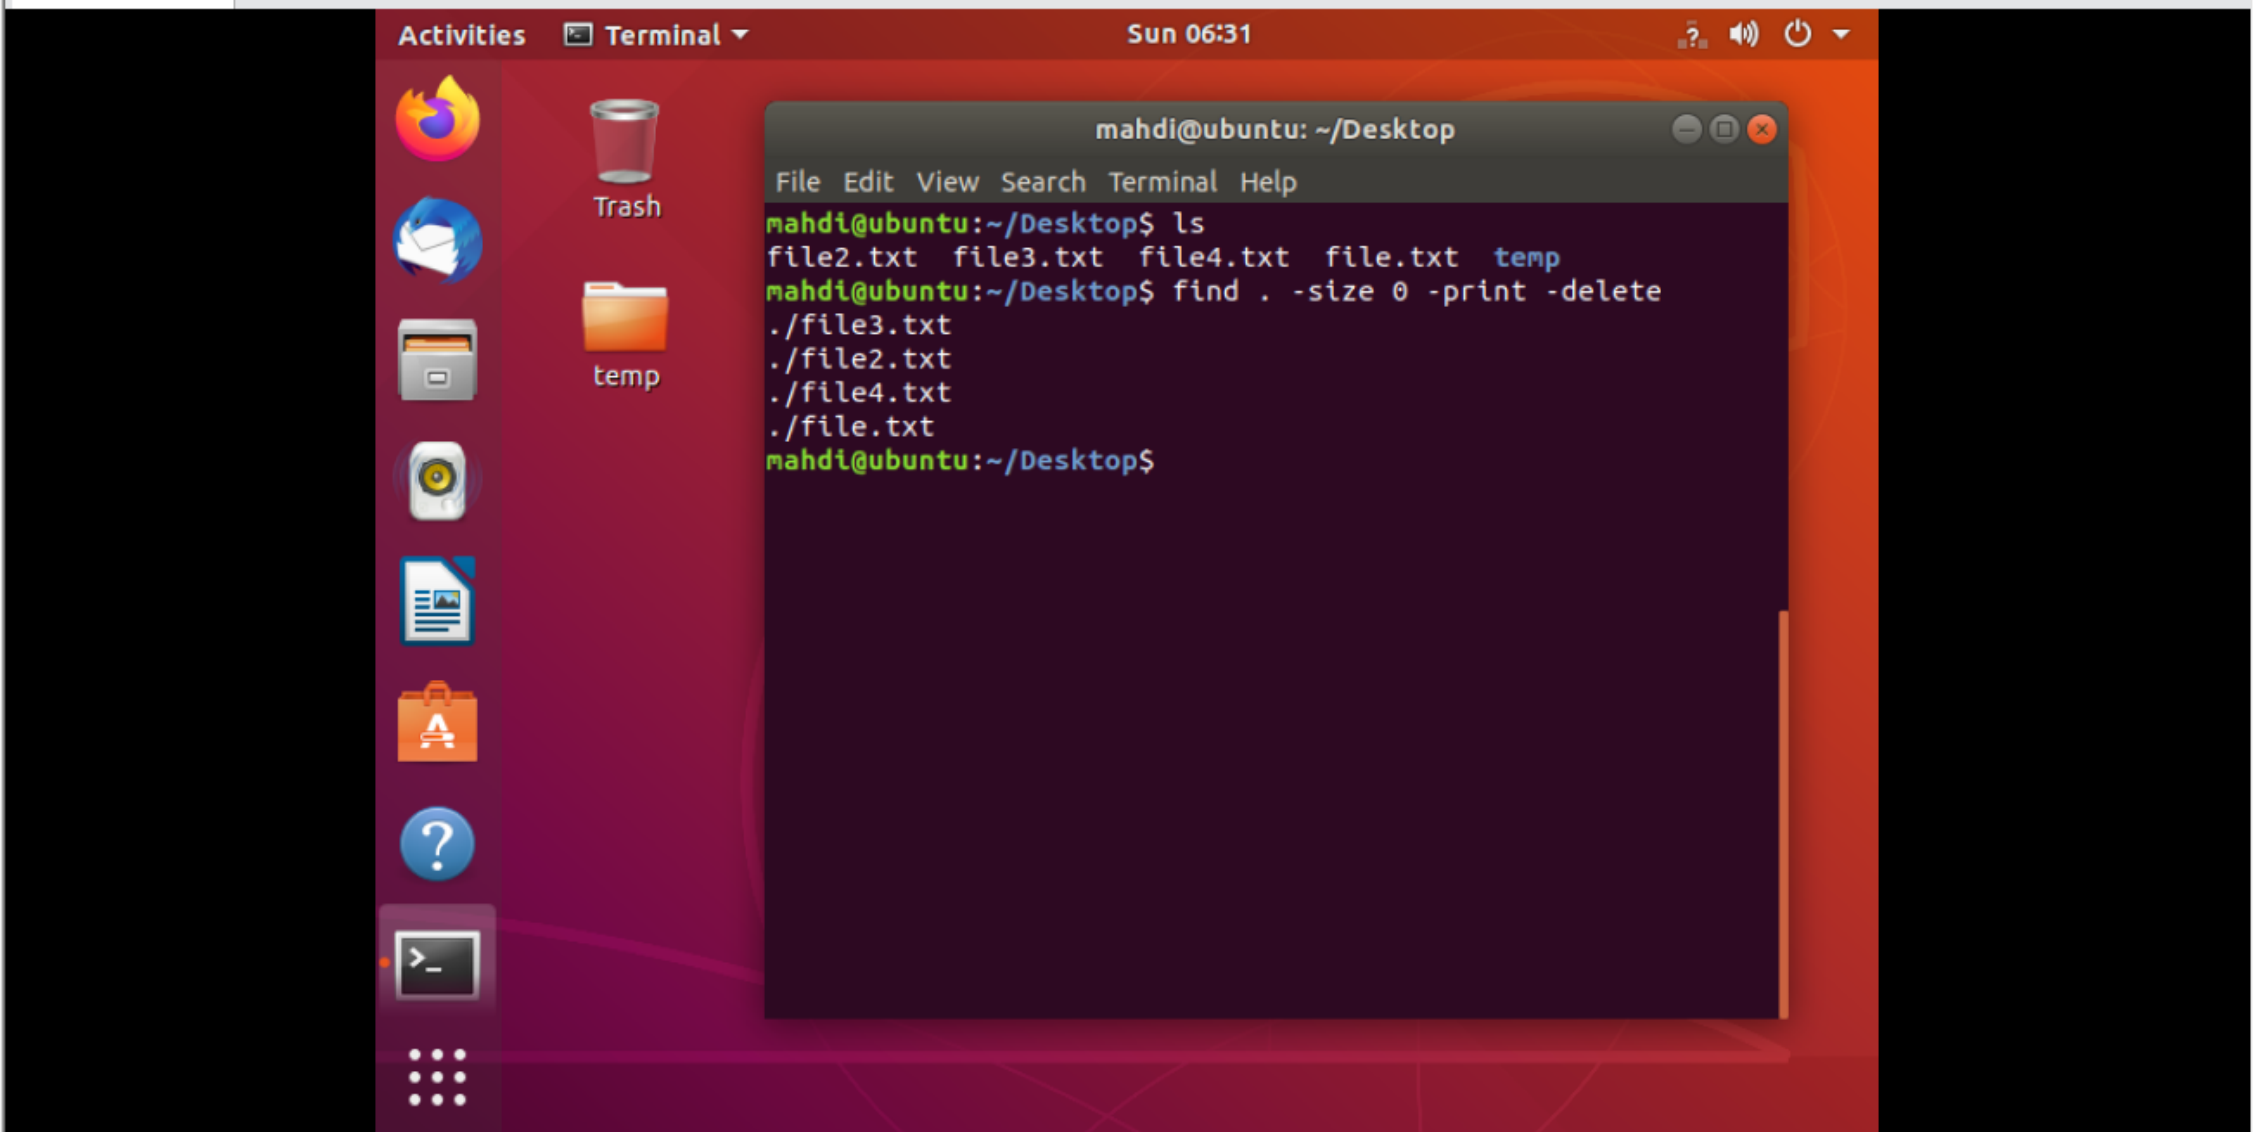 Activities Terminal Sun 06:31
Trash
temp
mahdi@ubuntu: ~/Desktop
File Edit View Search Terminal Help
mahdi@ubuntu:~/Desktop$ ls
file2.txt file3.txt file4.txt file.txt temp
mahdi@ubuntu:~/Desktop$ find . -size 0 -print -delete
./file3.txt
./file2.txt
./file4.txt
./file.txt
mahdi@ubuntu:~/Desktop$